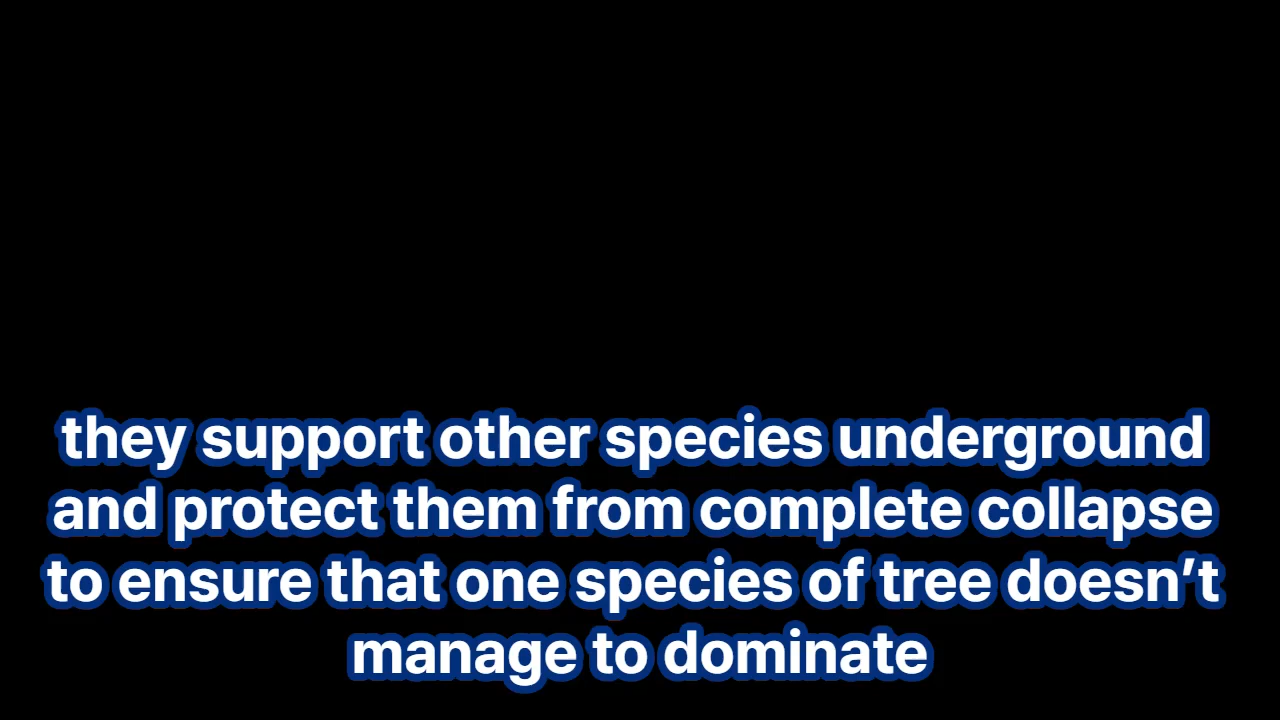 they support other species underground
and protect them from complete collapse
to ensure that one species of tree doesn’t
manage to dominate